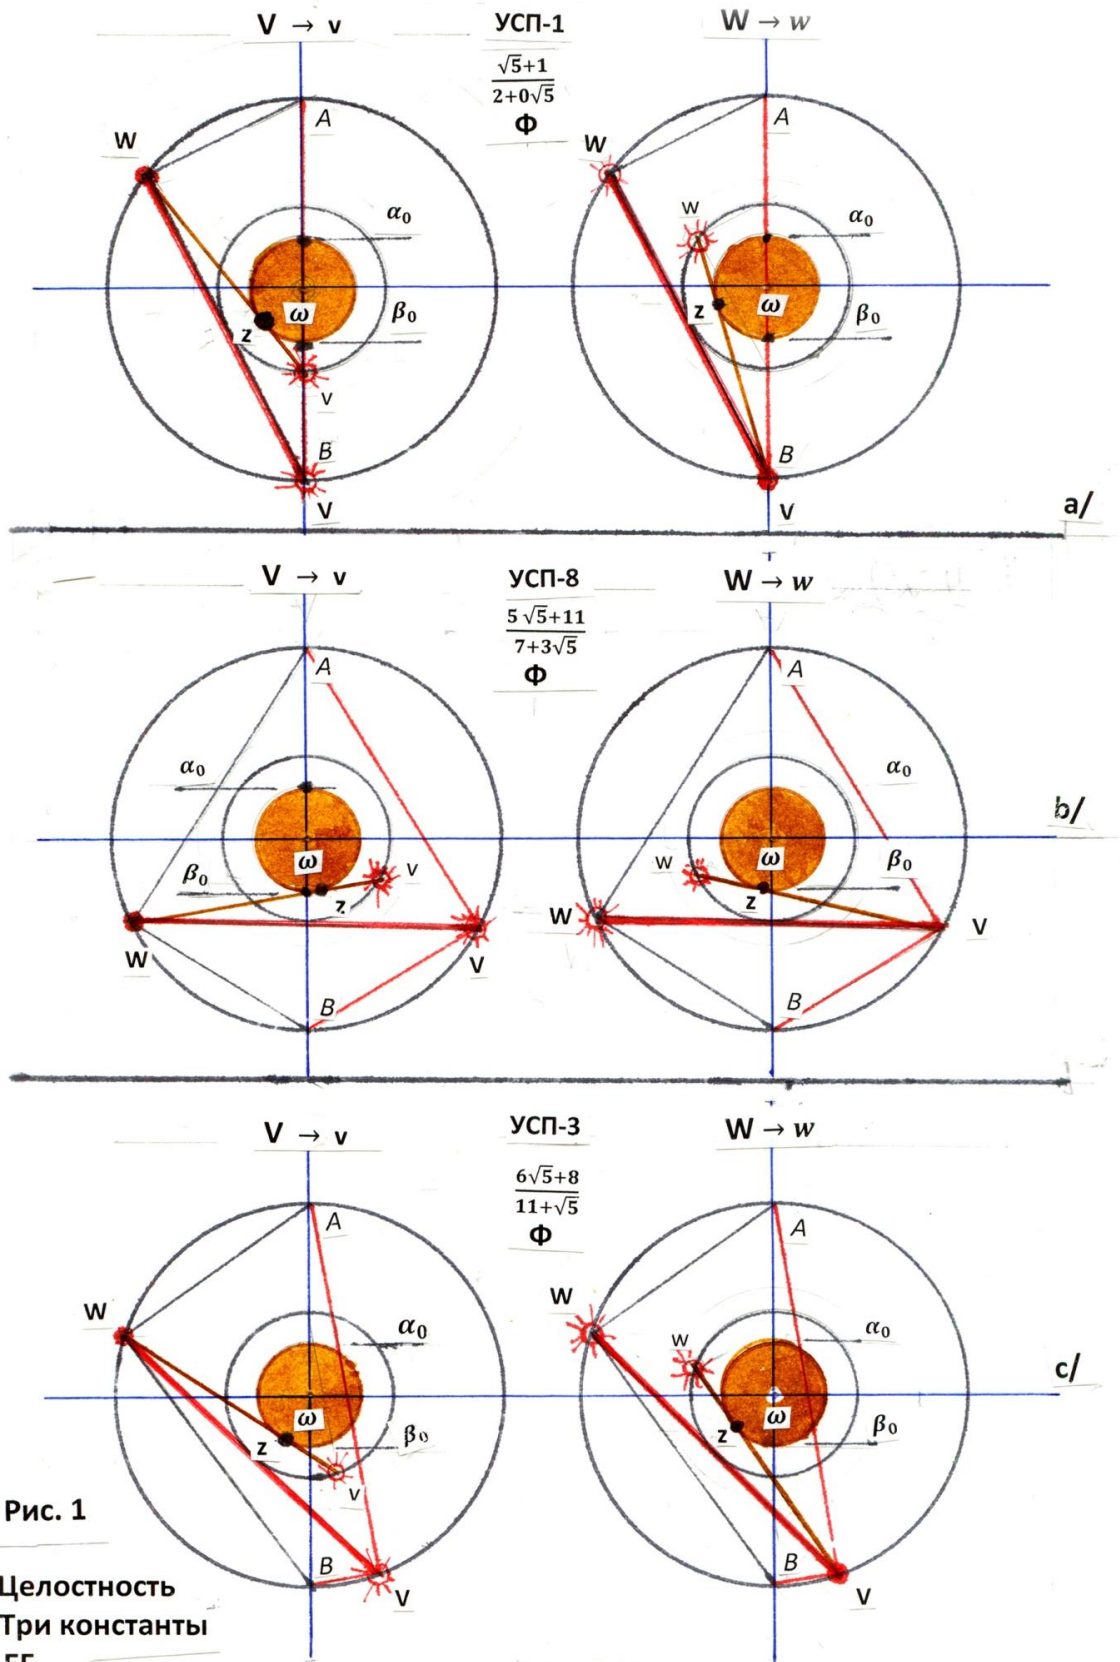 V → v УСП-1 W → w
√5+1
2+0√5
Ф
A A
W W
α₀ w α₀
ω β₀ z ω β₀
z
v
B B
V V a/
V → v УСП-8 W → w
5√5+11
7+3√5
Ф
A A
α₀ α₀
b/
ω v w ω β₀
β₀ z z
W V W V
B B
V → v УСП-3 W → w
6√5+8
11+√5
Ф
A A
W W
α₀ w α₀
c/
ω β₀ z ω β₀
z
v
Рис. 1
B B
V V
Целостность
Три константы